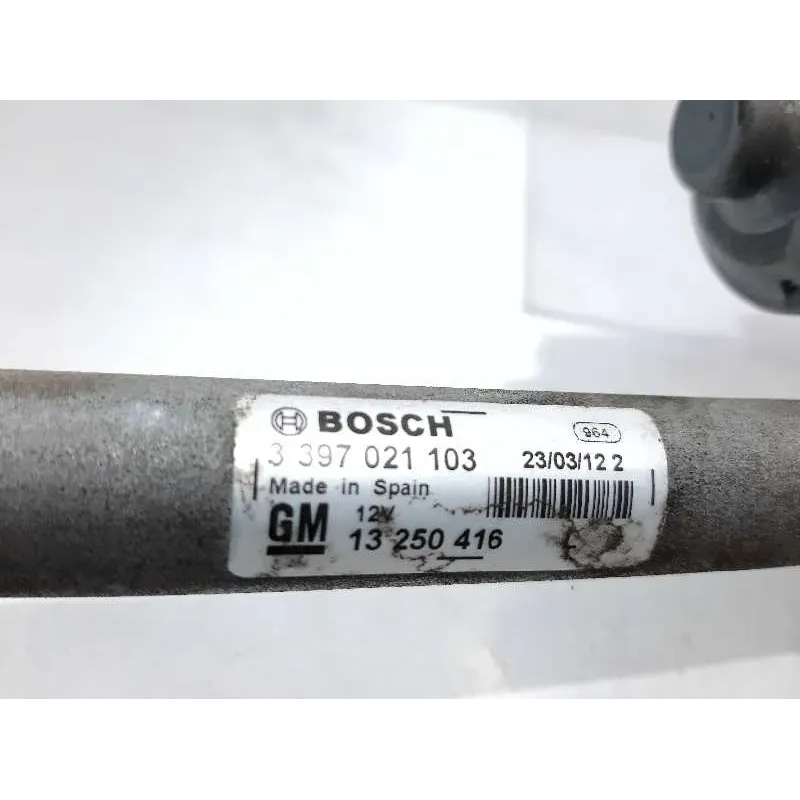 BOSCH 964
3 397 021 103 23/03/12 2
Made in Spain
GM 12V
13 250 416